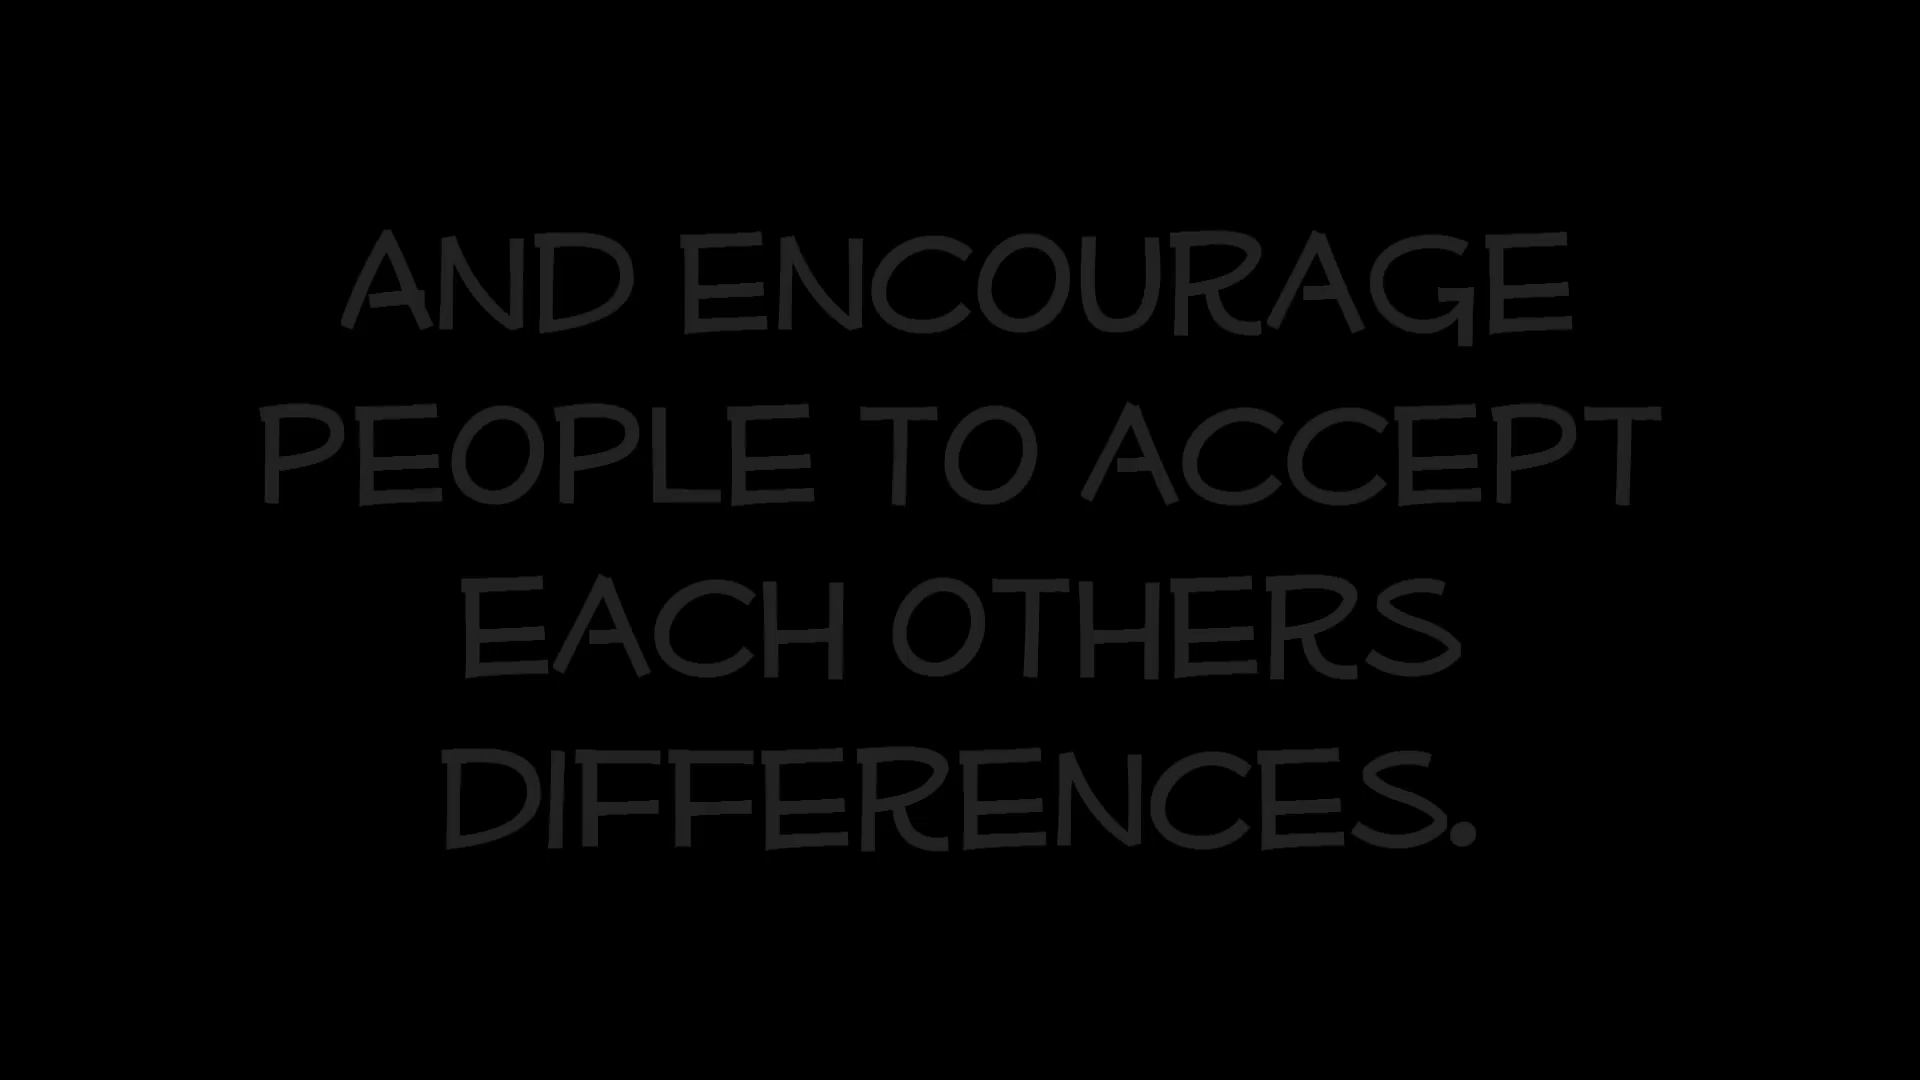 AND ENCOURAGE
PEOPLE TO ACCEPT
EACH OTHERS
DIFFERENCES.